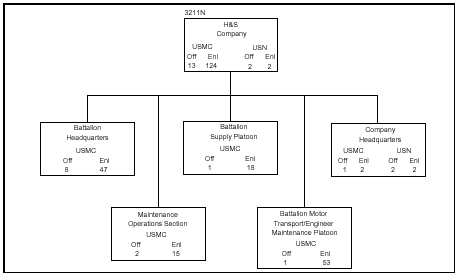 3211N
H&S
Company
USMC USN
Off Enl Off Enl
13 124 2 2
Battalion
Headquarters
USMC
Off Enl
8 47
Battalion
Supply Platoon
USMC
Off Enl
1 18
Company
Headquarters
USMC USN
Off Enl Off Enl
1 2 2 2
Maintenance
Operations Section
USMC
Off Enl
2 15
Battalion Motor
Transport/Engineer
Maintenance Platoon
USMC
Off Enl
1 53